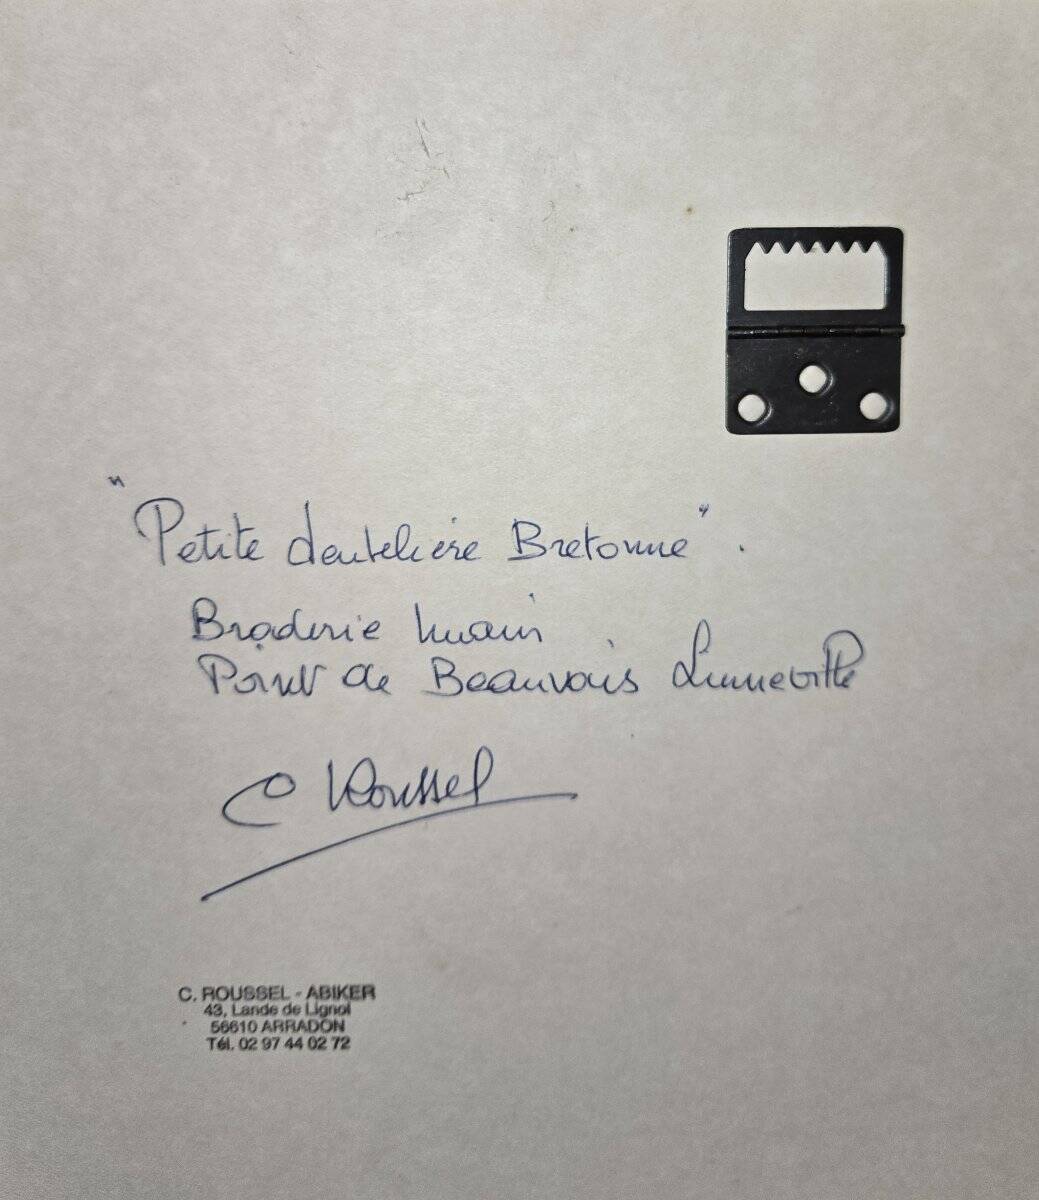 "Petite dentelière Bretonne".
Broderie main
Point de Beauvais Luneville
C Roussel
C. ROUSSEL - ABIKER
43, Lande de Lignol
56610 ARRADON
Tél. 02 97 44 02 72